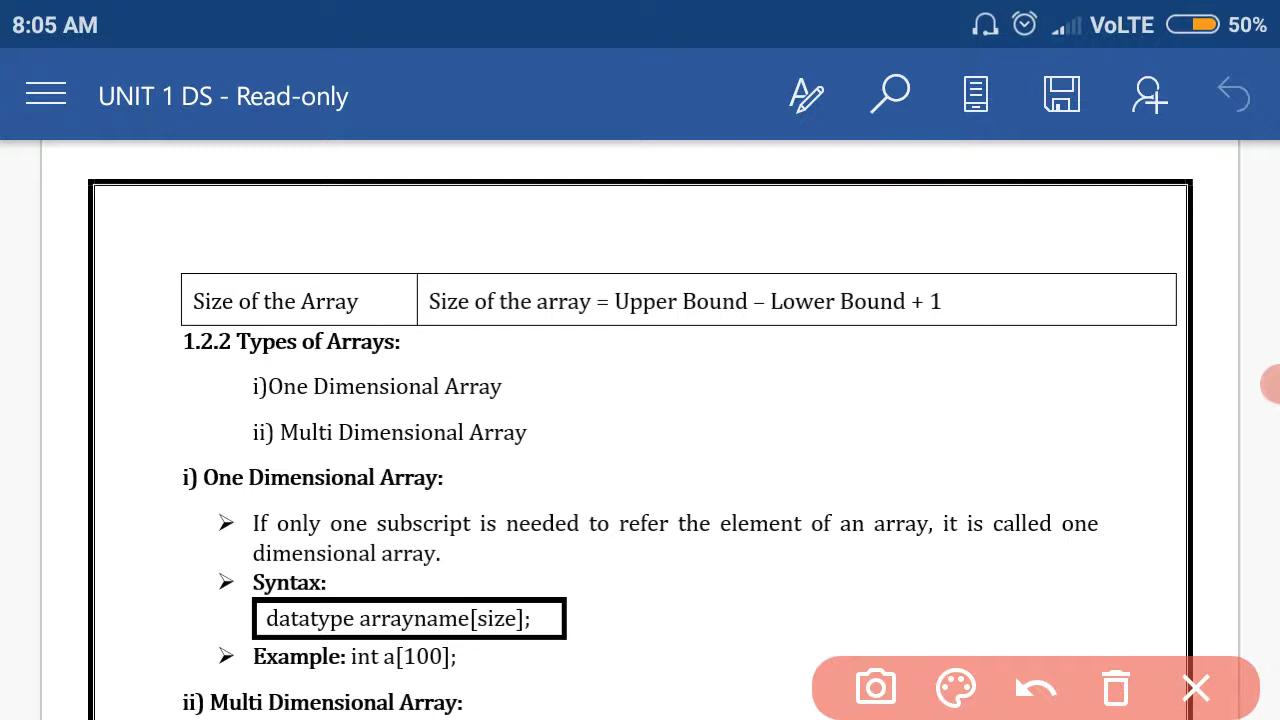 8:05 AM
VoLTE
50%
UNIT 1 DS - Read-only
Size of the Array
Size of the array = Upper Bound – Lower Bound + 1
1.2.2 Types of Arrays:
i)One Dimensional Array
ii) Multi Dimensional Array
i) One Dimensional Array:
➢ If only one subscript is needed to refer the element of an array, it is called one
dimensional array.
➢ Syntax:
datatype arrayname[size];
➢ Example: int a[100];
ii) Multi Dimensional Array: